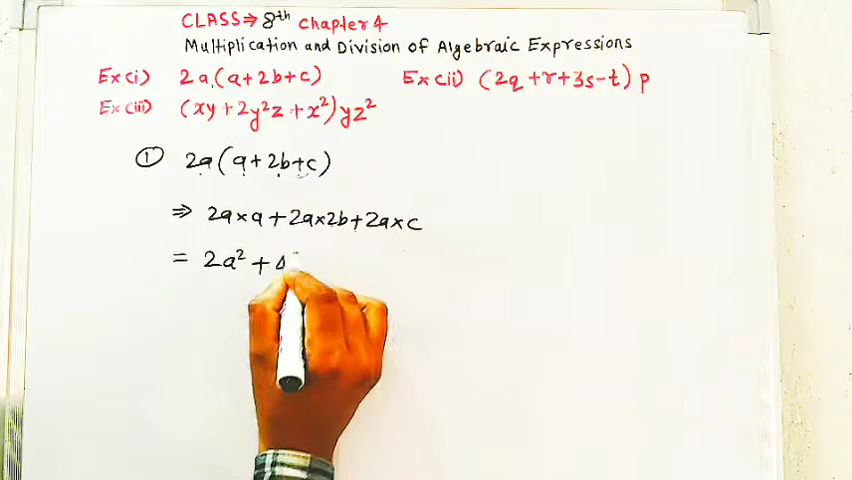 CLASS⇒ 8th chapter 4
Multiplication and Division of Algebraic Expressions
Ex(i) 2a(a+2b+c) Ex(ii) (2q+r+3s-t) p
Ex(iii) (xy+2y²z+x²)yz²
① 2a(a+2b+c)
⇒ 2a×a+2a×2b+2a×c
= 2a²+4